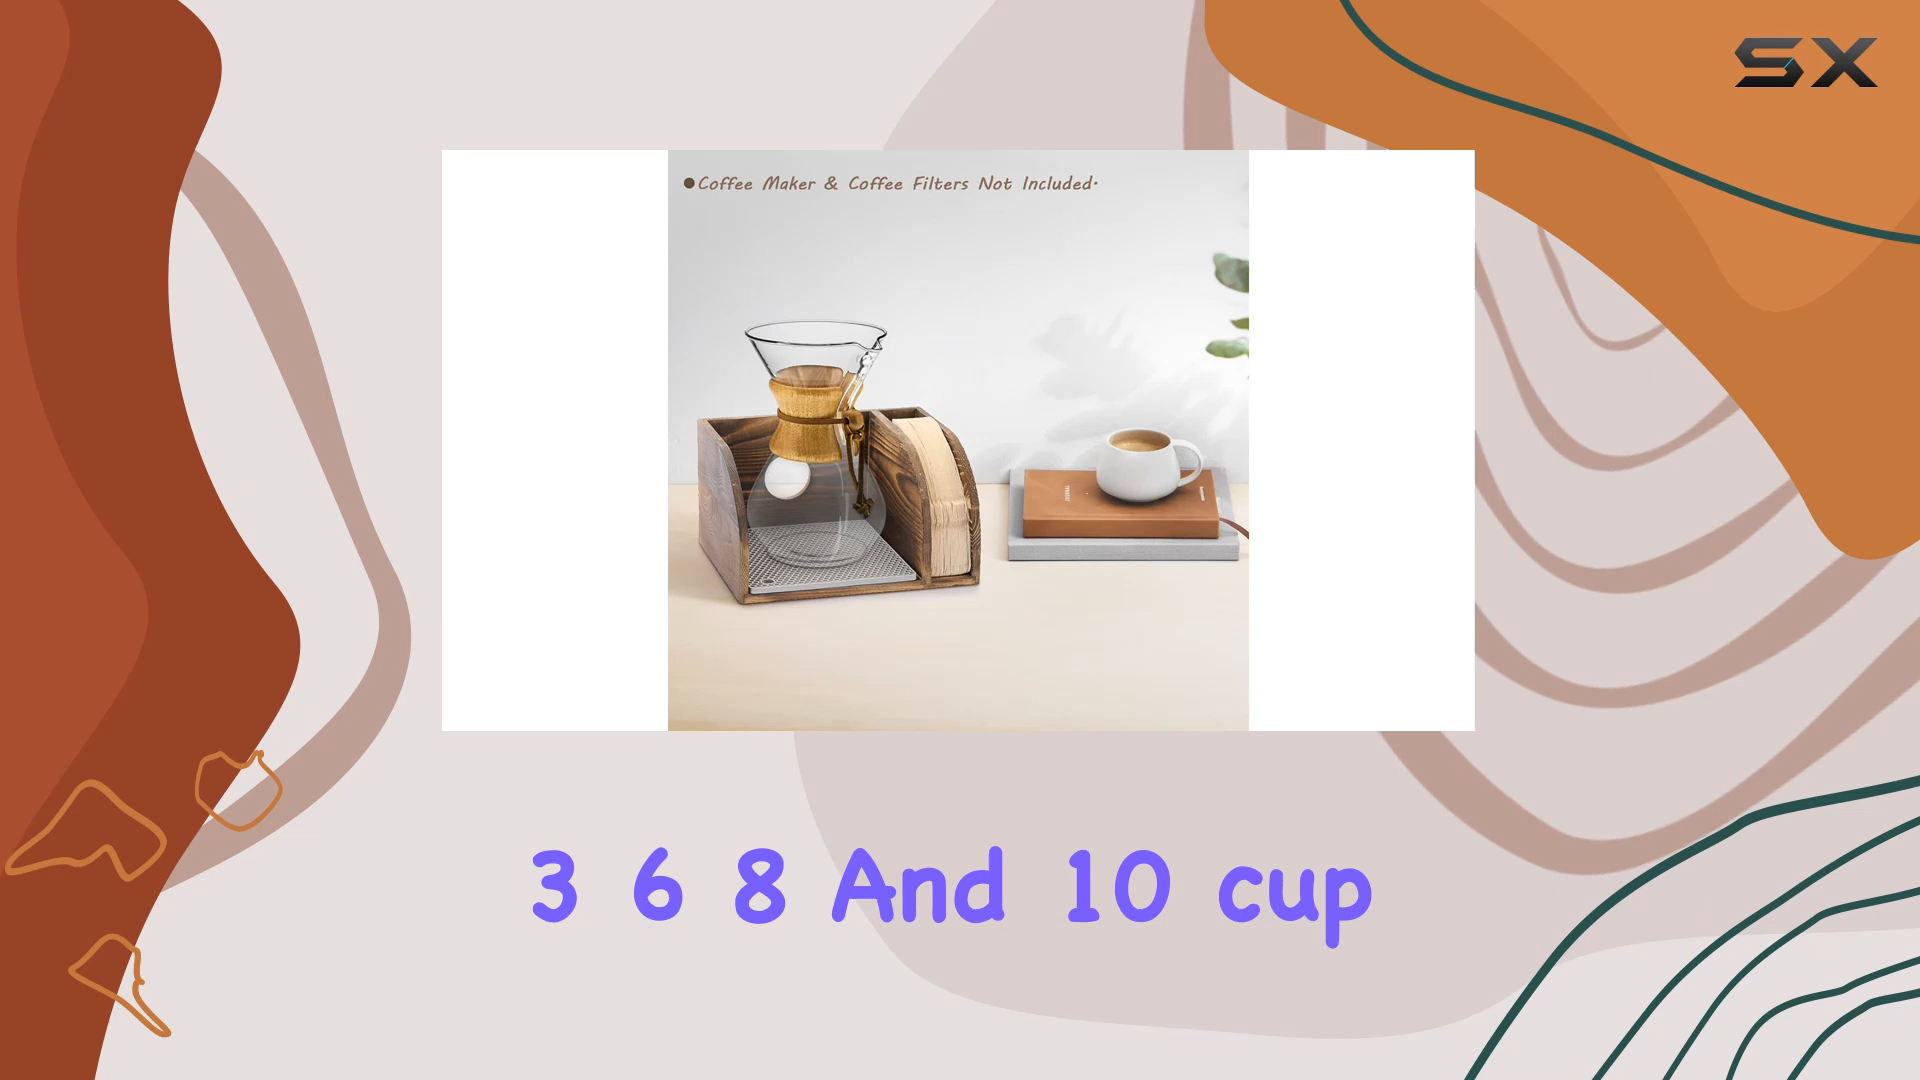 SX
●Coffee Maker & Coffee Filters Not Included.
3 6 8 And 10 cup